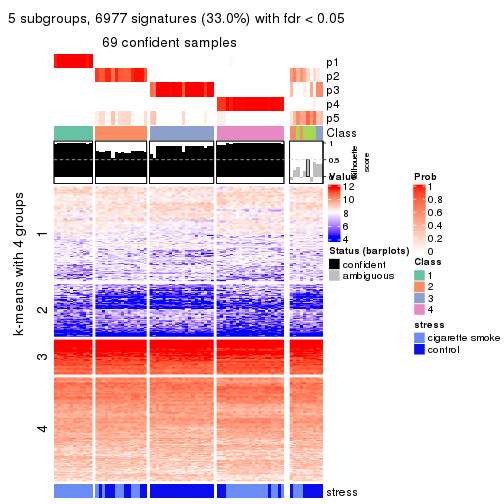 5 subgroups, 6977 signatures (33.0%) with fdr < 0.05
69 confident samples
p1
p2
p3
p4
p5
Class
1
0.5
0
Silhouette
score
k-means with 4 groups
1
2
3
4
stress
Value
12
10
8
6
4
Status (barplots)
confident
ambiguous
Prob
1
0.8
0.6
0.4
0.2
0
Class
1
2
3
4
stress
cigarette smoke
control